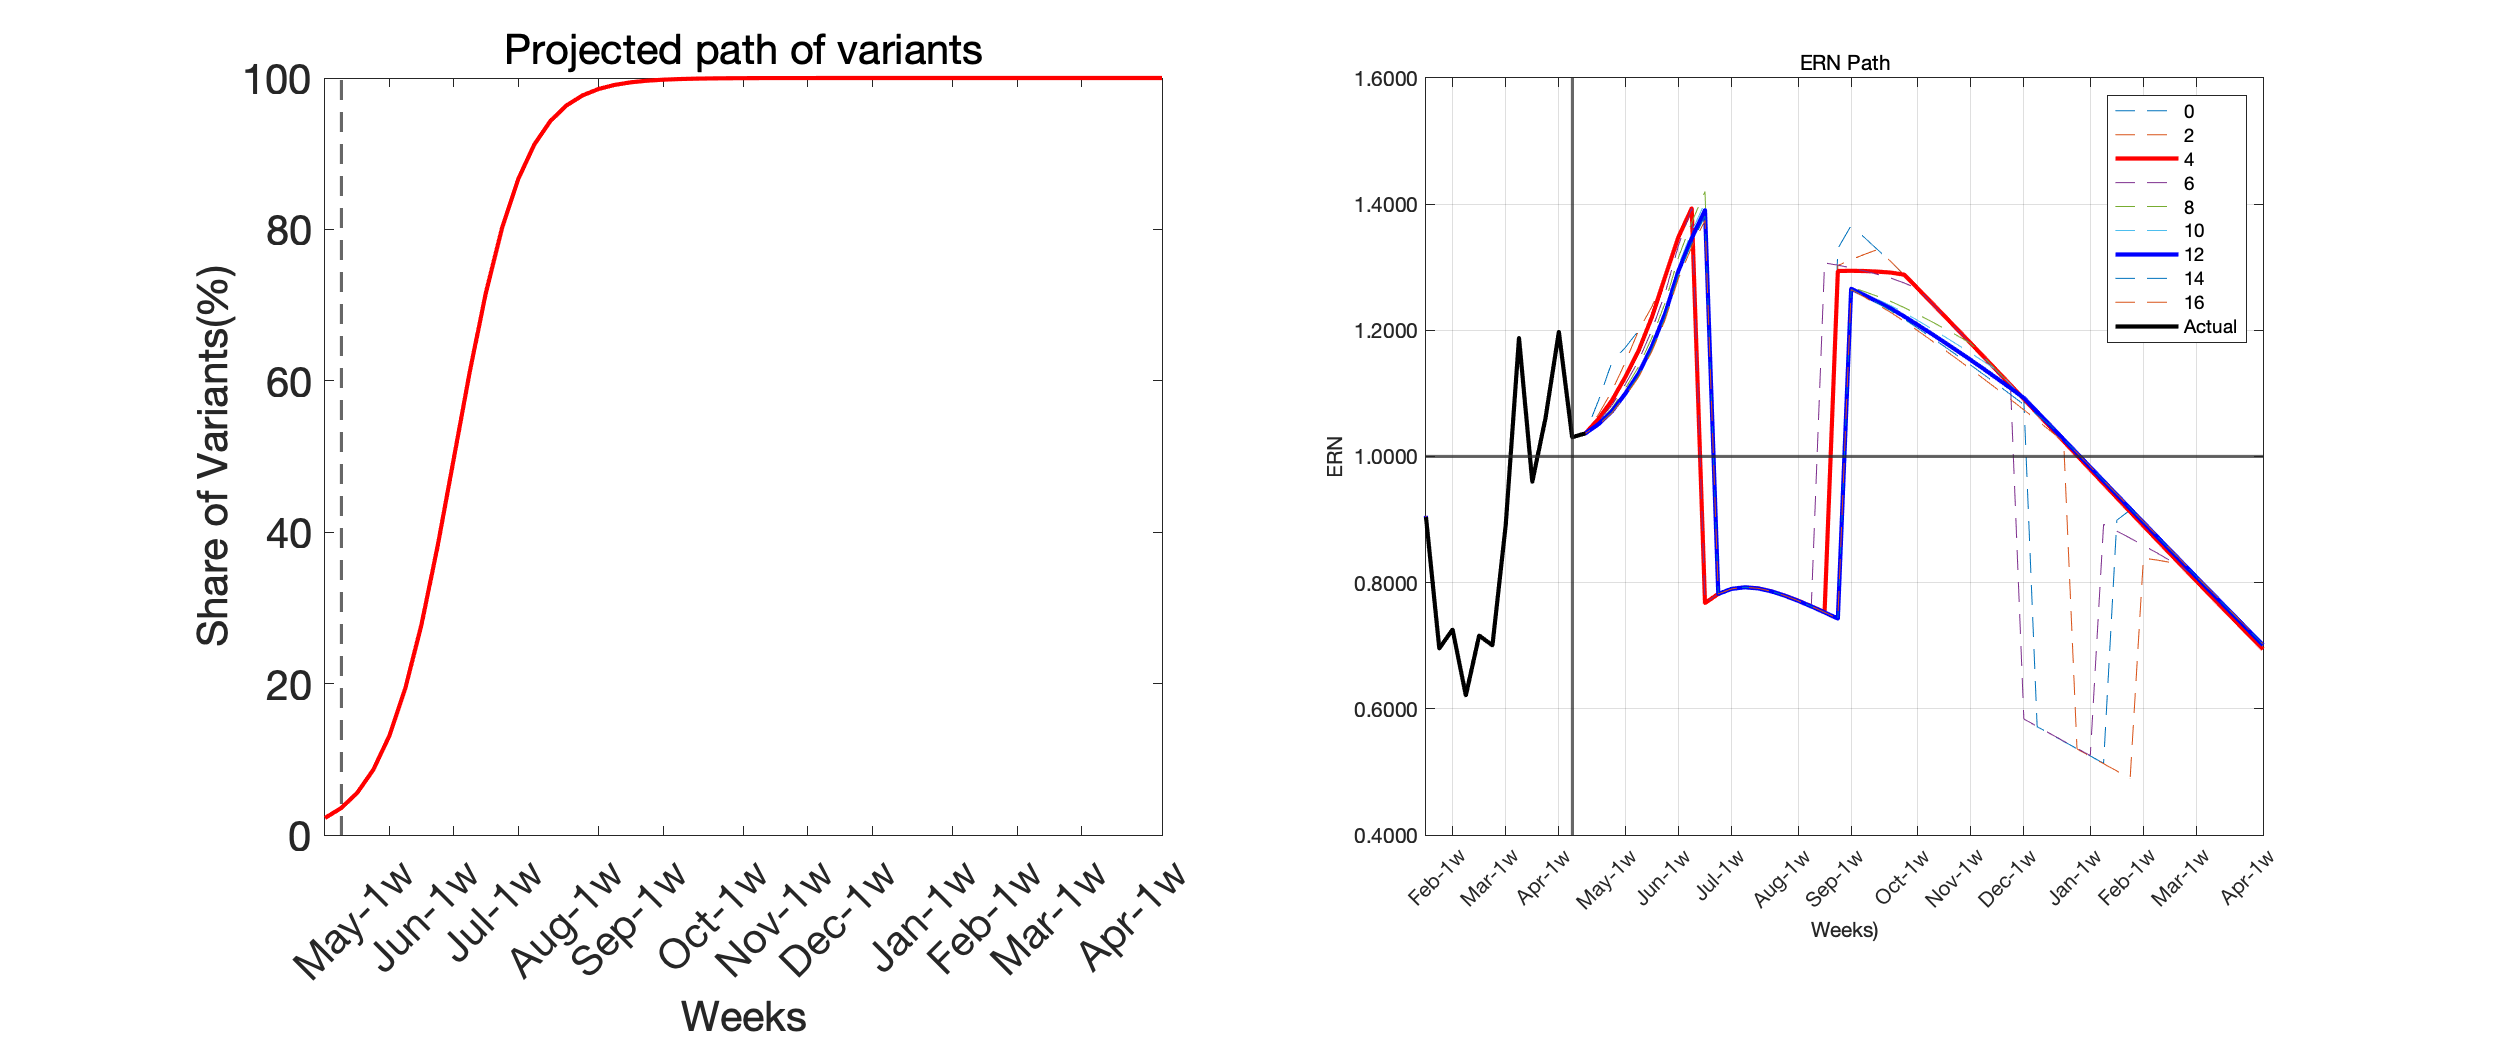 Projected path of variants
100
80
60
40
20
0
Share of Variants(%)
May-1w
Jun-1w
Jul-1w
Aug-1w
Sep-1w
Oct-1w
Nov-1w
Dec-1w
Jan-1w
Feb-1w
Mar-1w
Apr-1w
Weeks
ERN Path
1.6000
1.4000
1.2000
1.0000
0.8000
0.6000
0.4000
ERN
0
2
4
6
8
10
12
14
16
Actual
Feb-1w
Mar-1w
Apr-1w
May-1w
Jun-1w
Jul-1w
Aug-1w
Sep-1w
Oct-1w
Nov-1w
Dec-1w
Jan-1w
Feb-1w
Mar-1w
Apr-1w
Weeks)